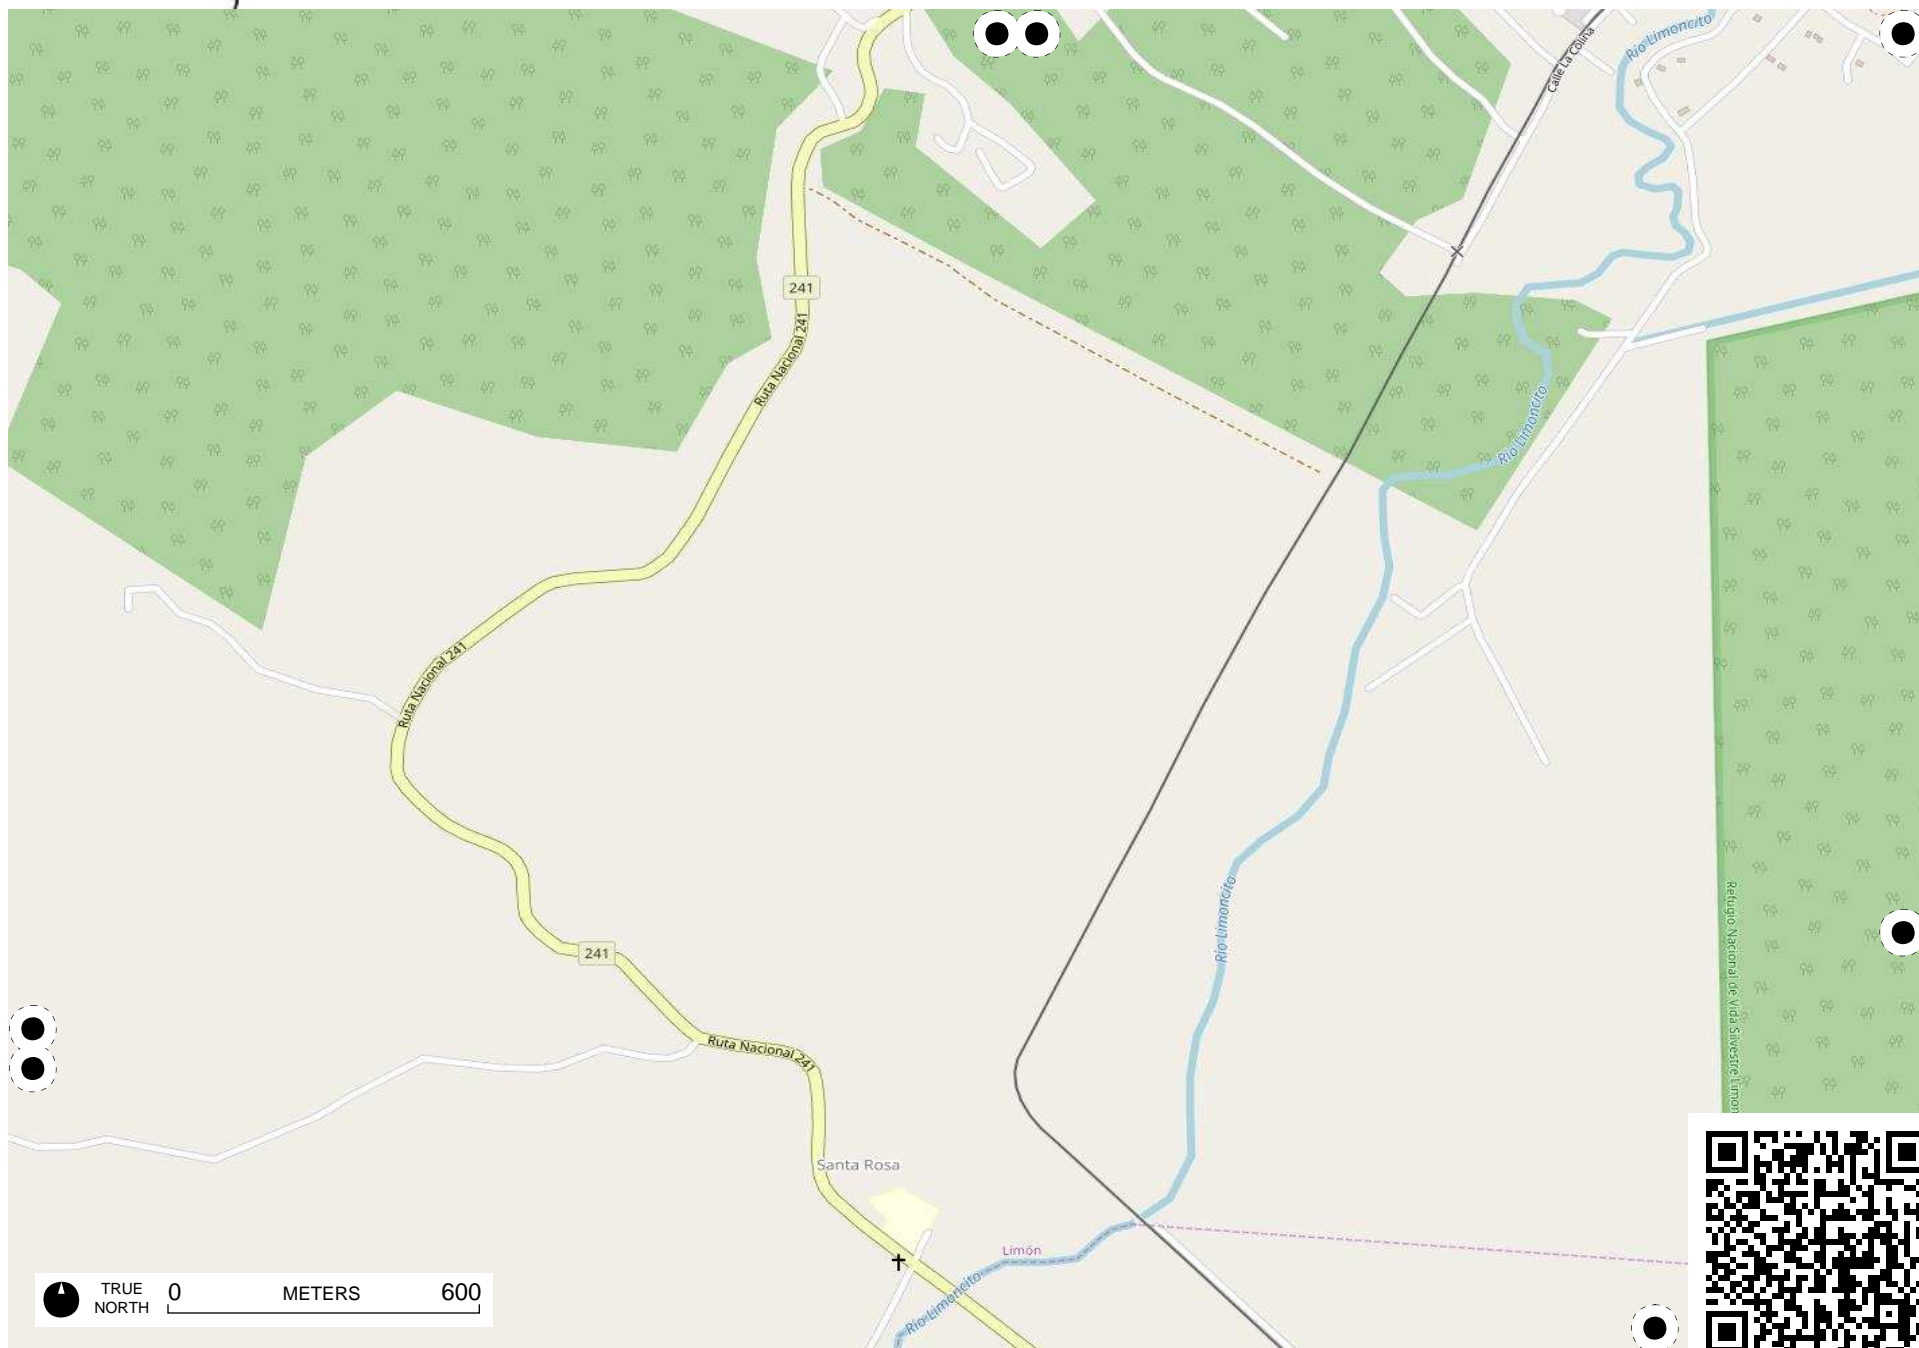 Río Limoncito
Calle La Colina
241
Ruta Nacional 241
Río Limoncito
Ruta Nacional 241
Río Limoncito
Refugio Nacional de Vida Silvestre Limon
241
Ruta Nacional 241
Santa Rosa
Limón
Río Limoncito
TRUE
NORTH
0 METERS 600